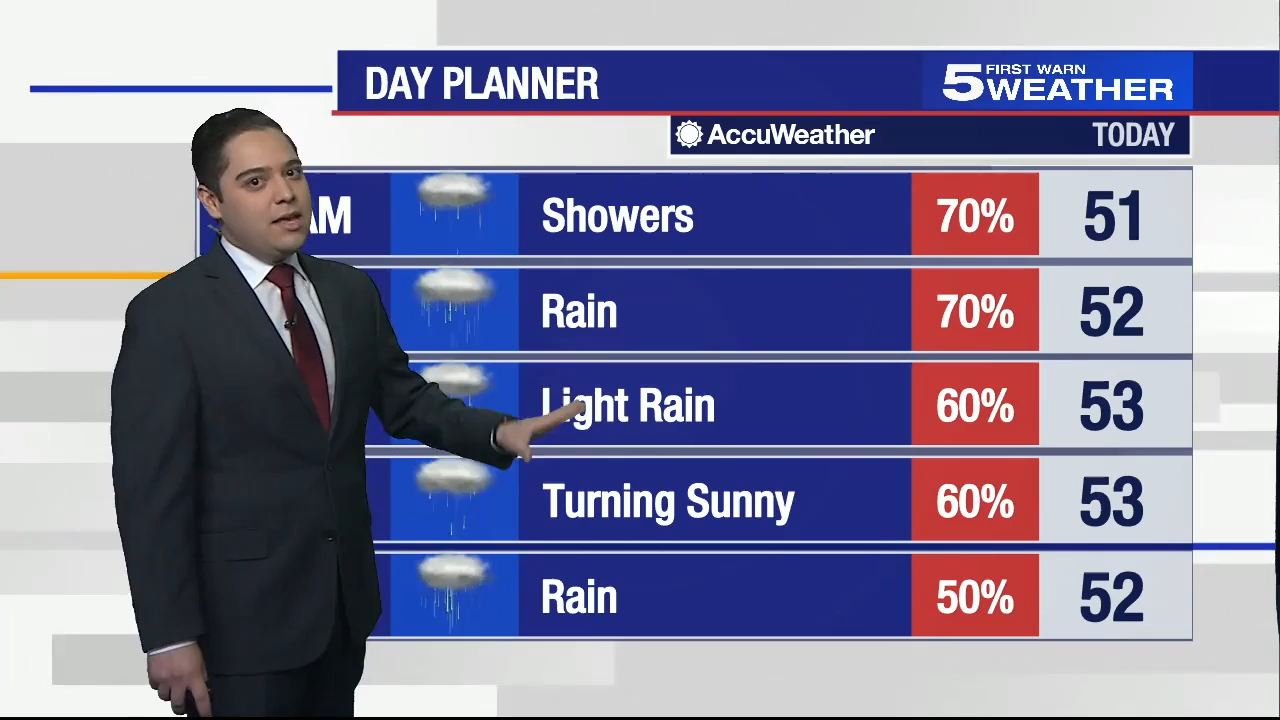 DAY PLANNER
5 FIRST WARN
WEATHER
AccuWeather TODAY
AM Showers 70% 51
Rain 70% 52
Light Rain 60% 53
Turning Sunny 60% 53
Rain 50% 52